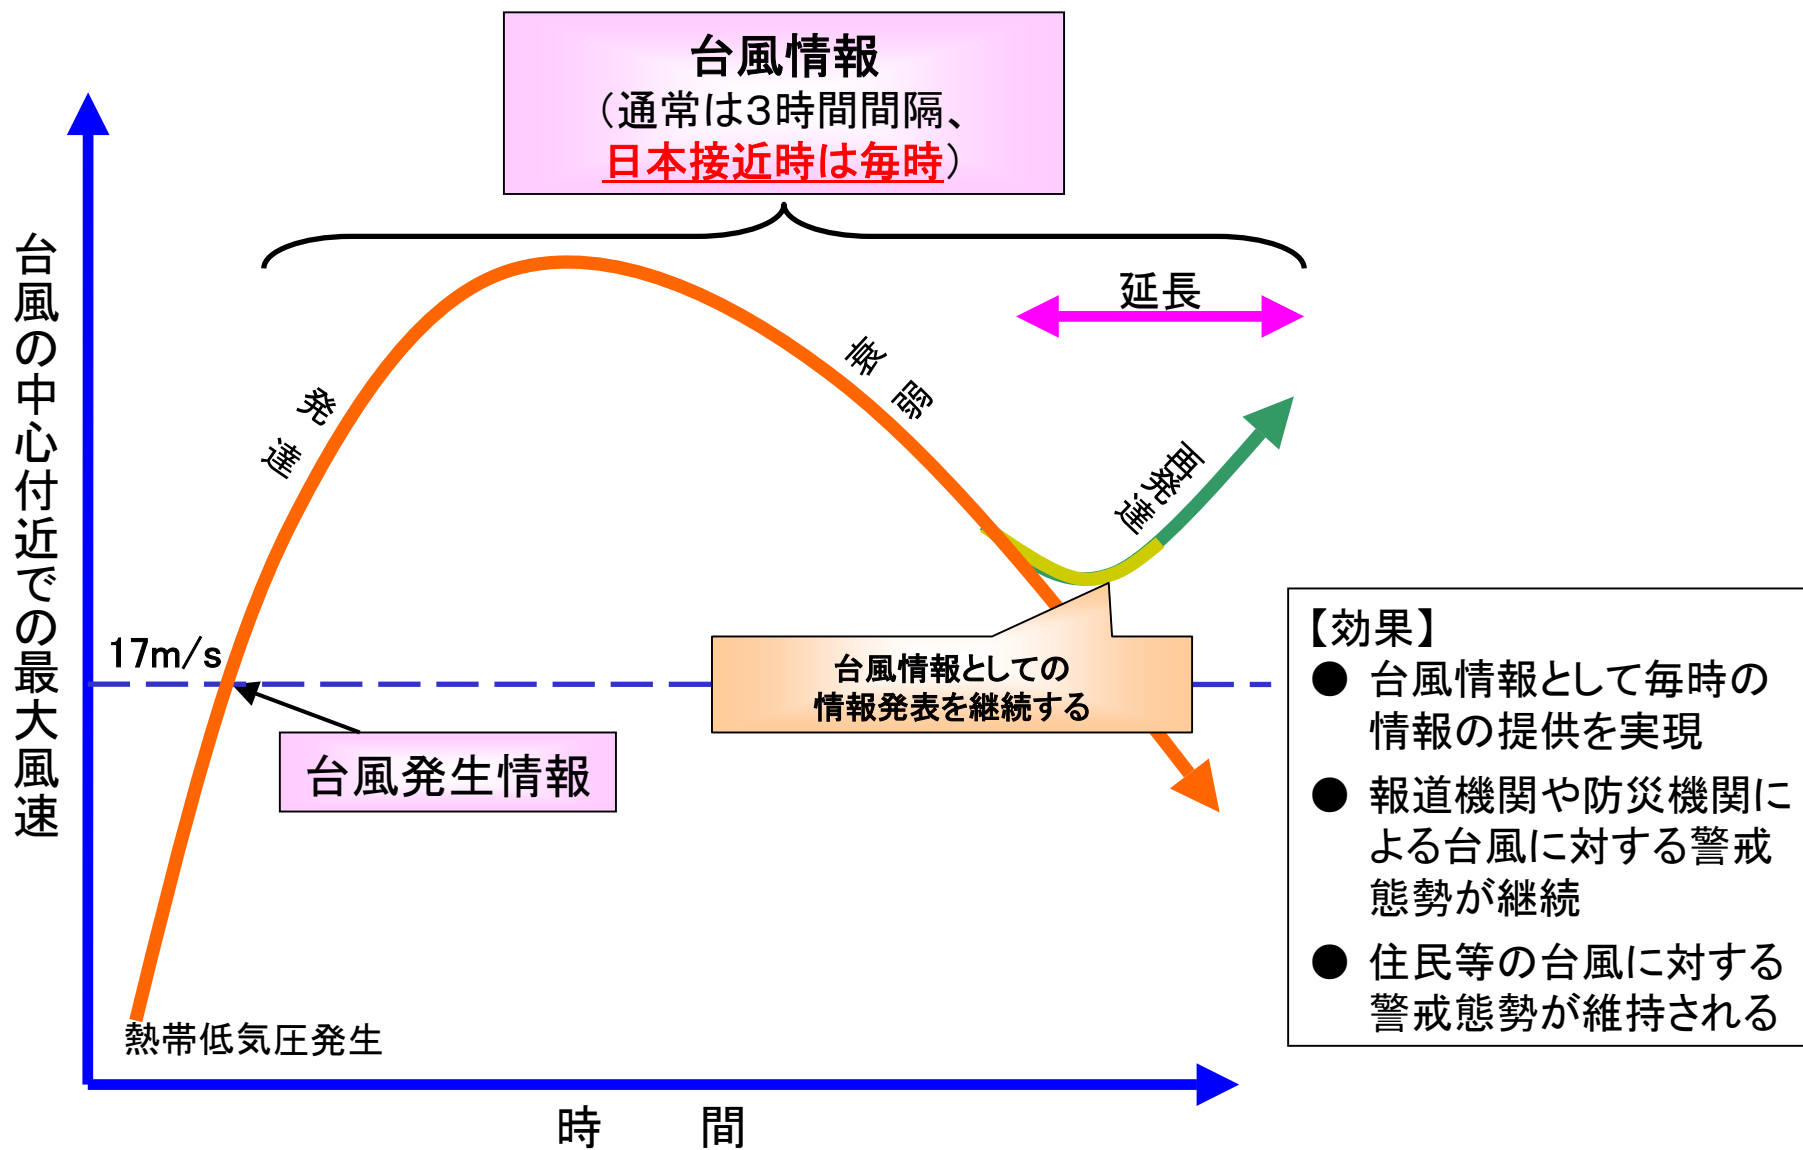 台風情報
（通常は3時間間隔、
日本接近時は毎時）
延長
台風の中心付近での最大風速
発達
衰弱
再発達
17m/s
台風情報としての
情報発表を継続する
台風発生情報
熱帯低気圧発生
時 間
【効果】
● 台風情報として毎時の
情報の提供を実現
● 報道機関や防災機関に
よる台風に対する警戒
態勢が継続
● 住民等の台風に対する
警戒態勢が維持される